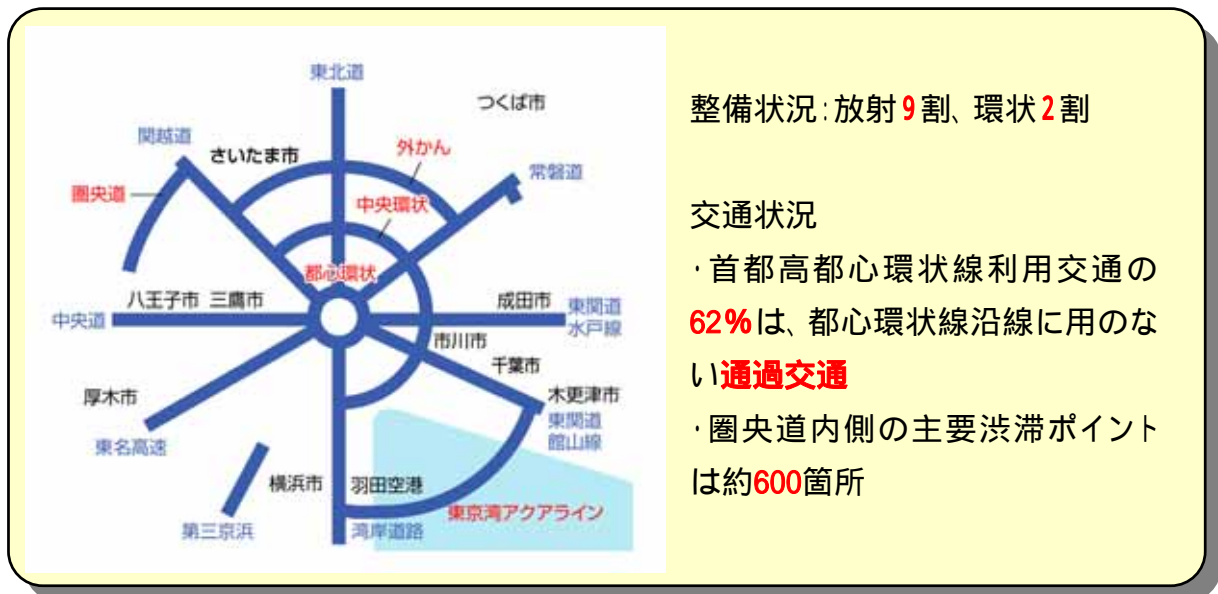 東北道
つくば市
関越道
さいたま市
外かん
常磐道
圏央道
中央環状
都心環状
八王子市 三鷹市
成田市
中央道
東関道
水戸線
市川市
千葉市
厚木市
木更津市
東関道
館山線
東名高速
横浜市
羽田空港
東京湾アクアライン
第三京浜
湾岸道路
整備状況:放射9割、環状2割
交通状況
・首都高都心環状線利用交通の
62%は、都心環状線沿線に用のな
い通過交通
・圏央道内側の主要渋滞ポイント
は約600箇所